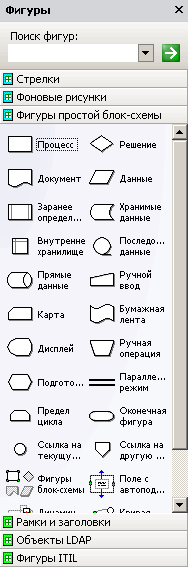 Фигуры
Поиск фигур:
Стрелки
Фоновые рисунки
Фигуры простой блок-схемы
Процесс
Решение
Документ
Данные
Заранее
определ...
Хранимые
данные
Внутренне
хранилище
Последо...
данные
Прямые
данные
Ручной
ввод
Карта
Бумажная
лента
Дисплей
Ручная
операция
Подгото...
Паралле...
режим
Предел
цикла
Оконечная
фигура
Ссылка на
текущу...
Ссылка на
другую ...
Фигуры
блок-схемы
Поле с
автопод...
Рамки и заголовки
Объекты LDAP
Фигуры ITIL